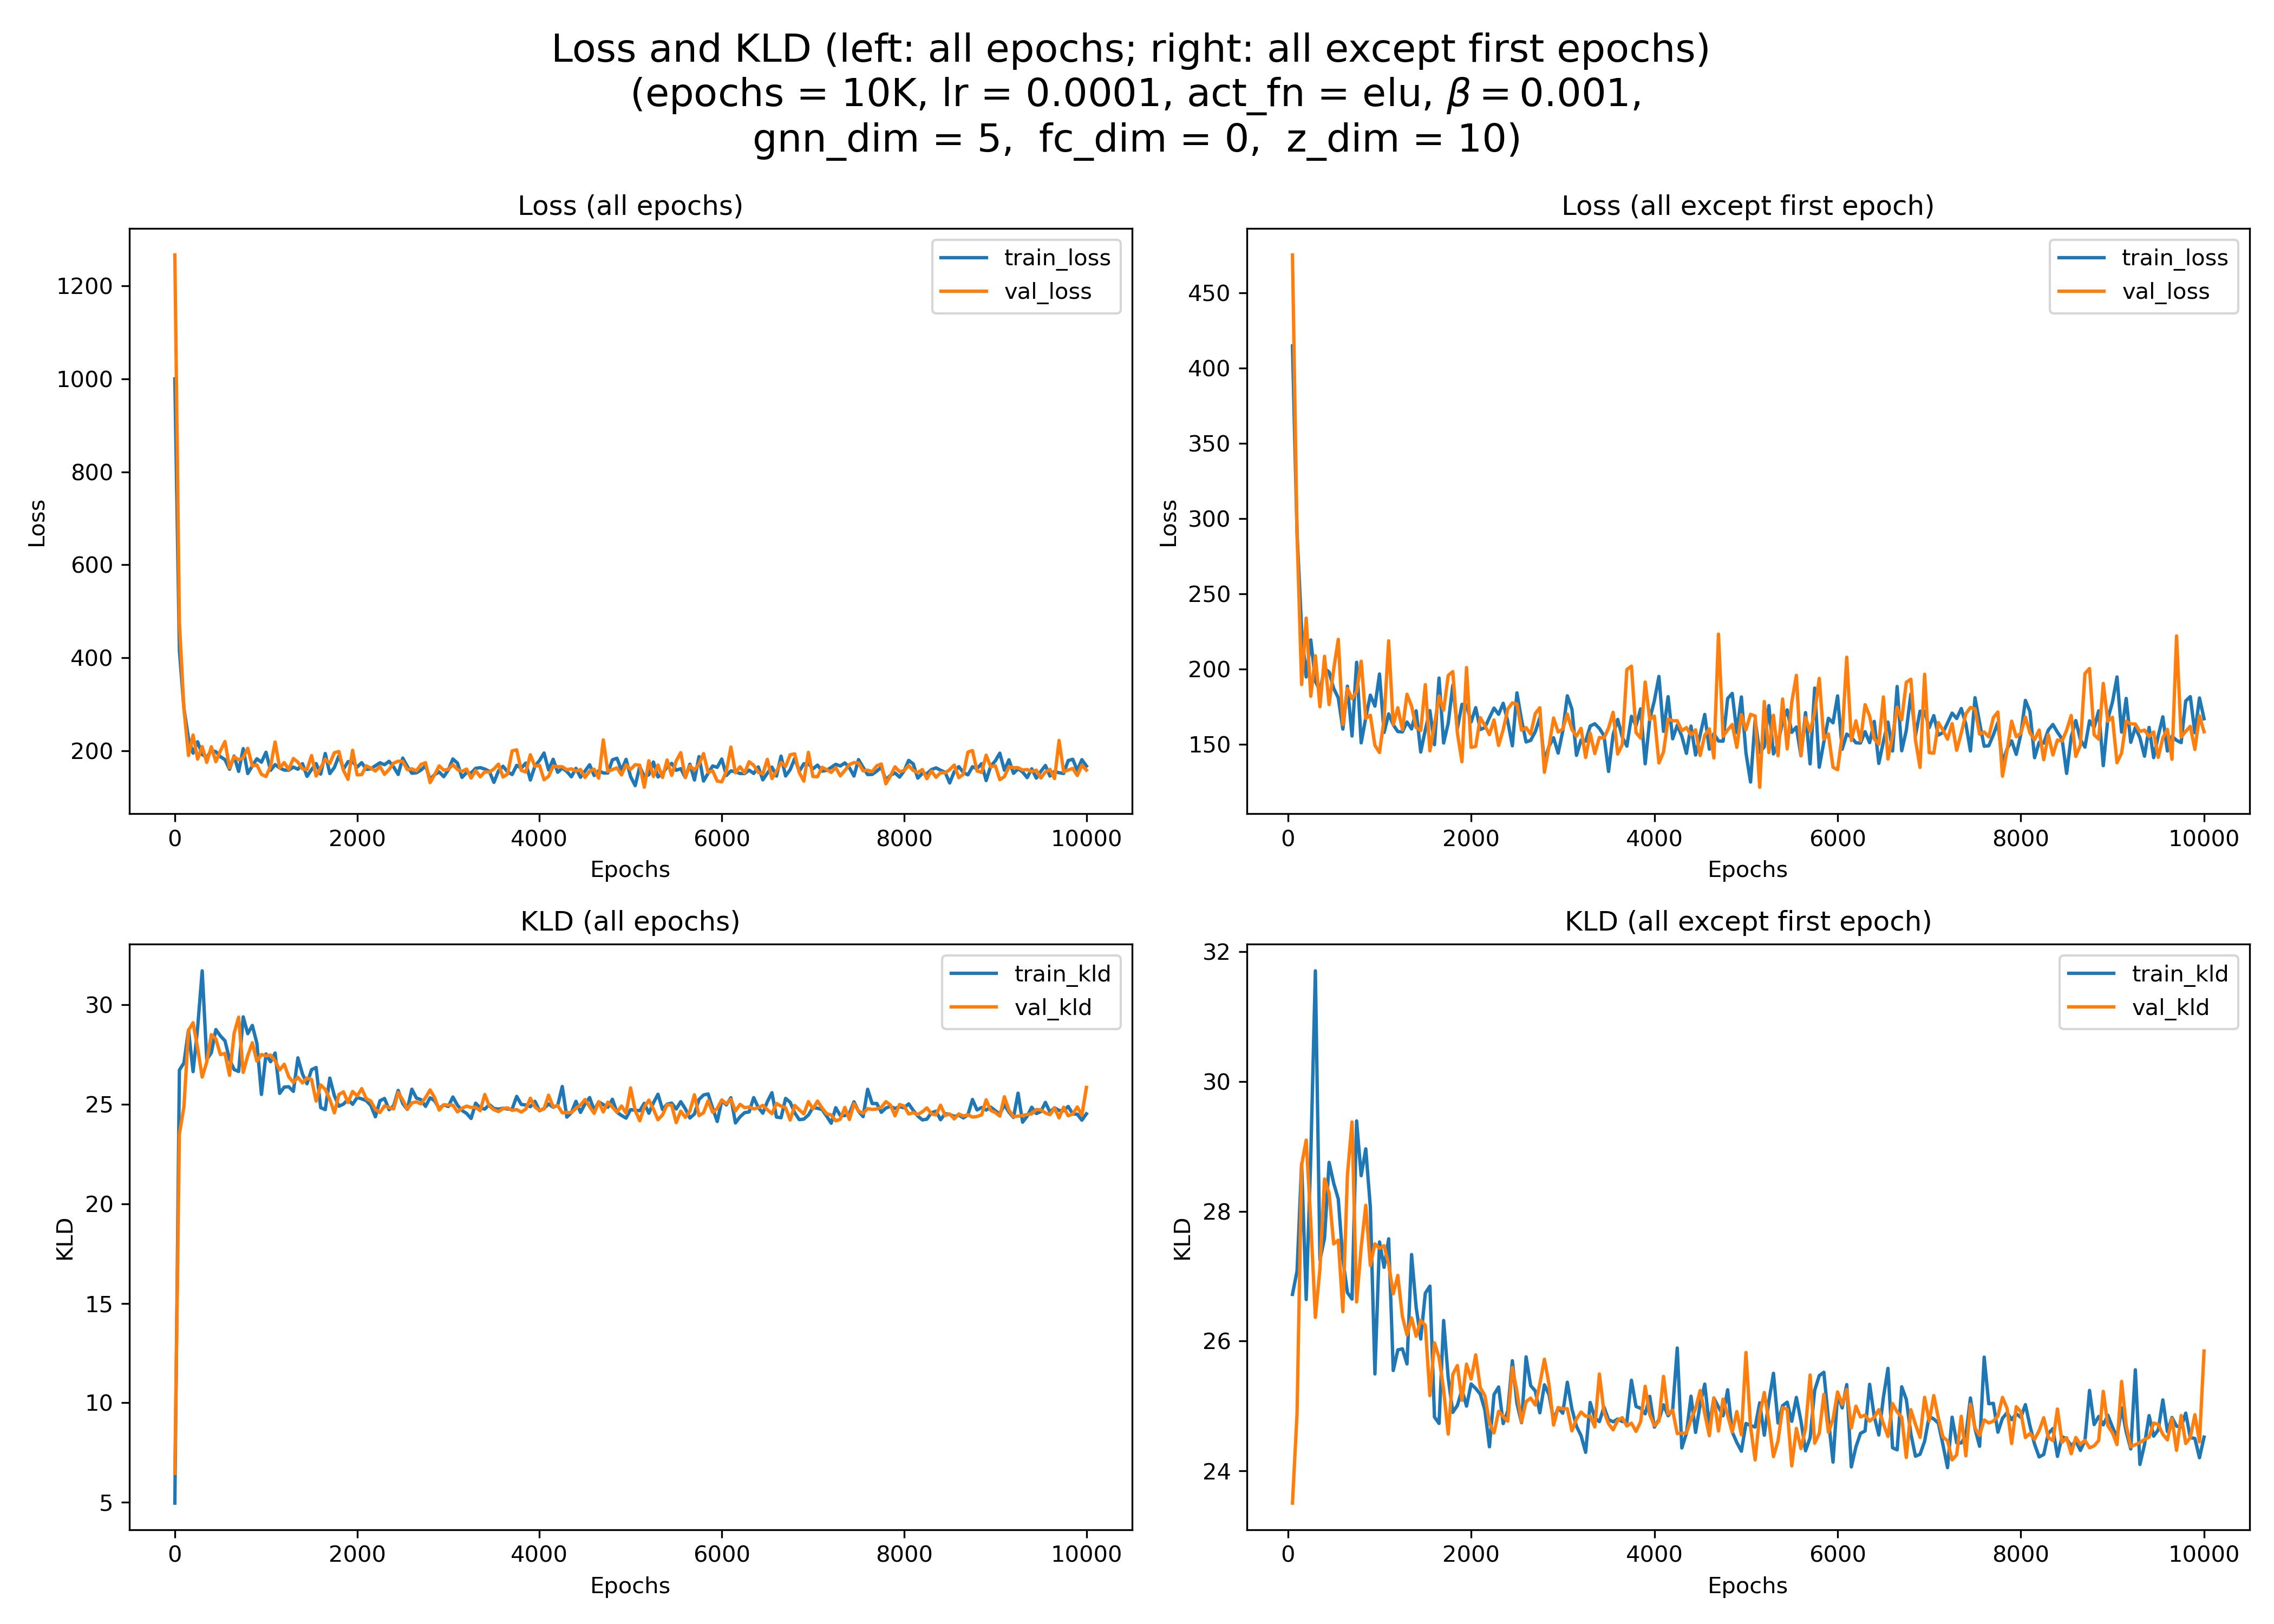 Loss and KLD (left: all epochs; right: all except first epochs)
(epochs = 10K, lr = 0.0001, act_fn = elu, β = 0.001,
gnn_dim = 5,  fc_dim = 0,  z_dim = 10)
Loss (all epochs)
train_loss
val_loss
1200
1000
800
600
400
200
Loss
0
2000
4000
6000
8000
10000
Epochs
Loss (all except first epoch)
train_loss
val_loss
450
400
350
300
250
200
150
Loss
0
2000
4000
6000
8000
10000
Epochs
KLD (all epochs)
train_kld
val_kld
30
25
20
15
10
5
KLD
0
2000
4000
6000
8000
10000
Epochs
KLD (all except first epoch)
train_kld
val_kld
32
30
28
26
24
KLD
0
2000
4000
6000
8000
10000
Epochs